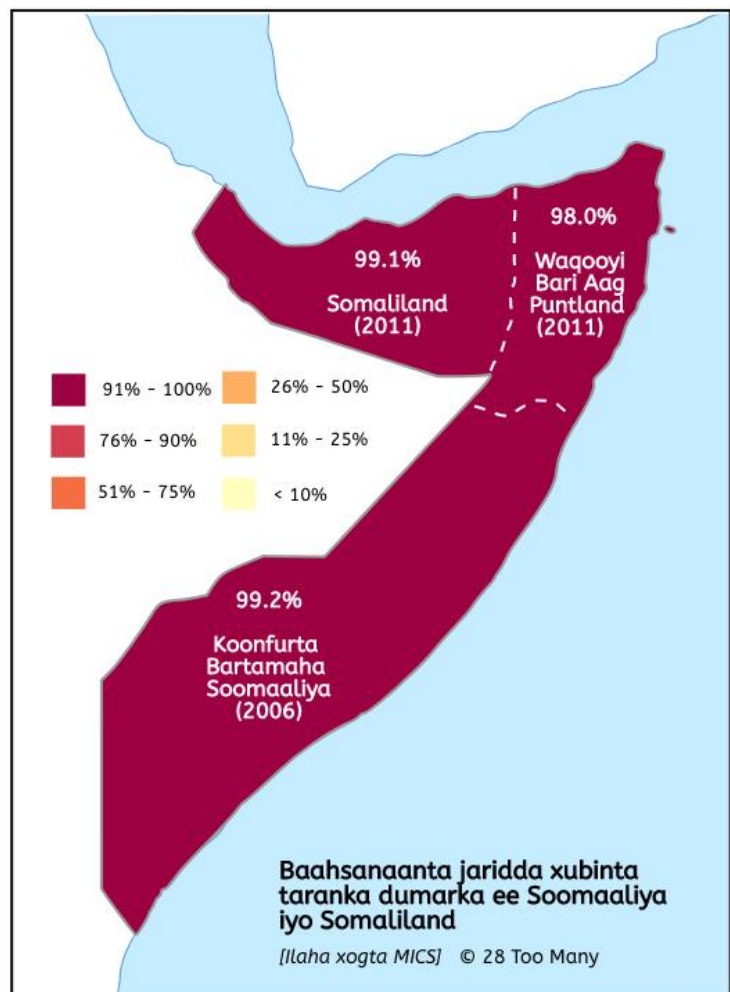 98.0%
Waqooyi
Bari Aag
Puntland
(2011)
99.1%
Somaliland
(2011)
91% - 100%
26% - 50%
76% - 90%
11% - 25%
51% - 75%
< 10%
99.2%
Koonfurta
Bartamaha
Soomaaliya
(2006)
Baahsanaanta jaridda xubinta
taranka dumarka ee Soomaaliya
iyo Somaliland
[Ilaha xogta MICS] © 28 Too Many